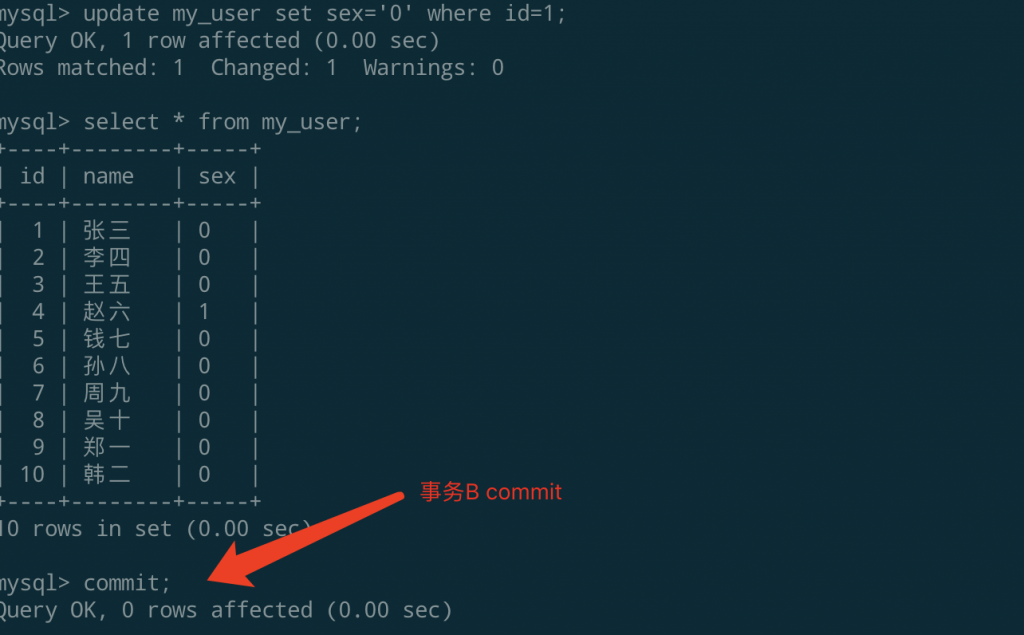 mysql> update my_user set sex='0' where id=1;
Query OK, 1 row affected (0.00 sec)
Rows matched: 1  Changed: 1  Warnings: 0
mysql> select * from my_user;
+----+--------+-----+
| id | name   | sex |
+----+--------+-----+
|  1 | 张三   | 0   |
|  2 | 李四   | 0   |
|  3 | 王五   | 0   |
|  4 | 赵六   | 1   |
|  5 | 钱七   | 0   |
|  6 | 孙八   | 0   |
|  7 | 周九   | 0   |
|  8 | 吴十   | 0   |
|  9 | 郑一   | 0   |
| 10 | 韩二   | 0   |
+----+--------+-----+
事务B commit
10 rows in set (0.00 sec)
mysql> commit;
Query OK, 0 rows affected (0.00 sec)